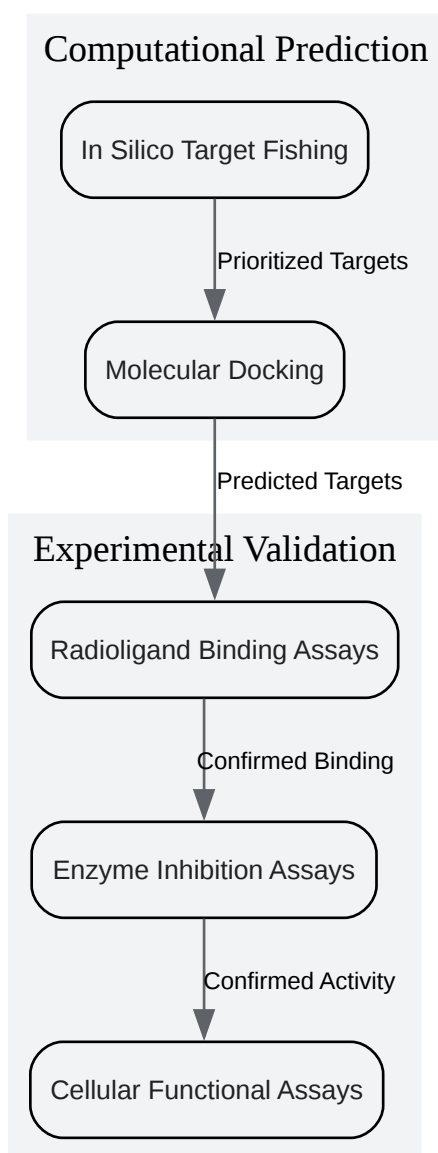 Computational Prediction
In Silico Target Fishing
Prioritized Targets
Molecular Docking
Predicted Targets
Experimental Validation
Radioligand Binding Assays
Confirmed Binding
Enzyme Inhibition Assays
Confirmed Activity
Cellular Functional Assays